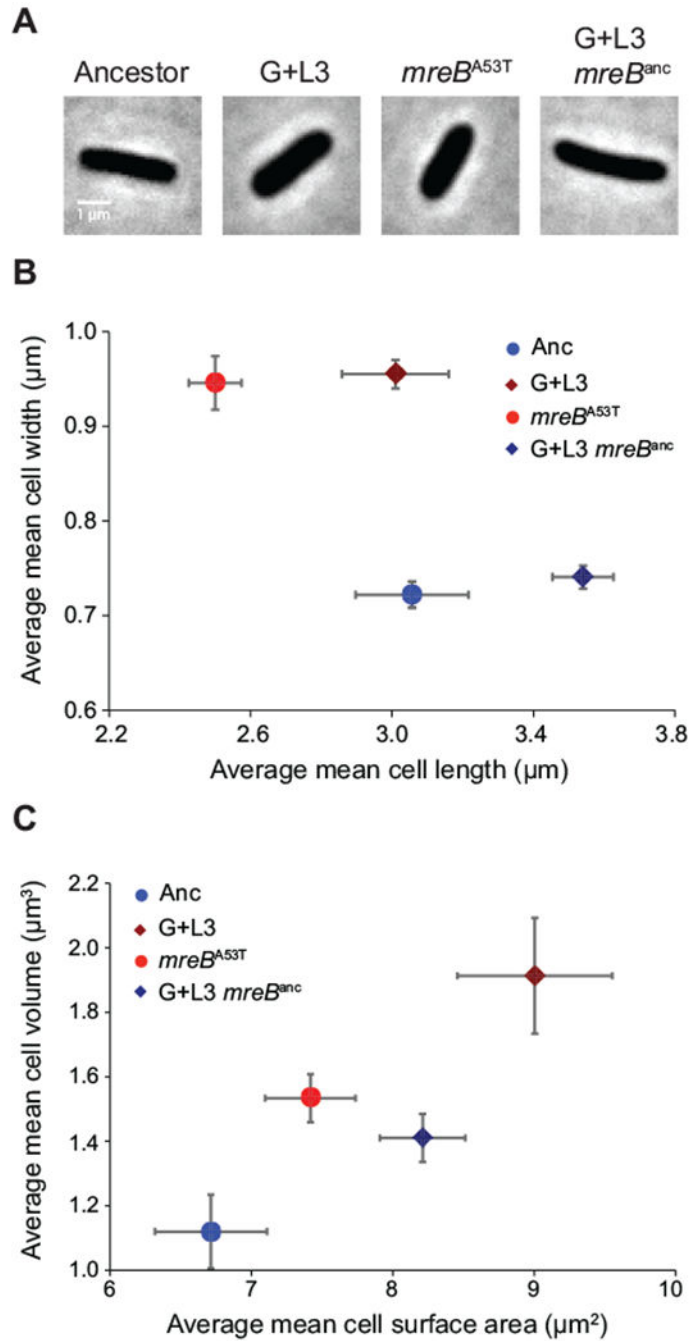 A
Ancestor G+L3 mreBᴬ⁵³ᵀ G+L3 mreBᵃⁿᶜ
1 µm
B
Average mean cell width (µm)
1.0
0.9
0.8
0.7
0.6
Anc
G+L3
mreBᴬ⁵³ᵀ
G+L3 mreBᵃⁿᶜ
2.2 2.6 3.0 3.4 3.8
Average mean cell length (µm)
C
Average mean cell volume (µm³)
2.2
2.0
1.8
1.6
1.4
1.2
1.0
Anc
G+L3
mreBᴬ⁵³ᵀ
G+L3 mreBᵃⁿᶜ
6 7 8 9 10
Average mean cell surface area (µm²)